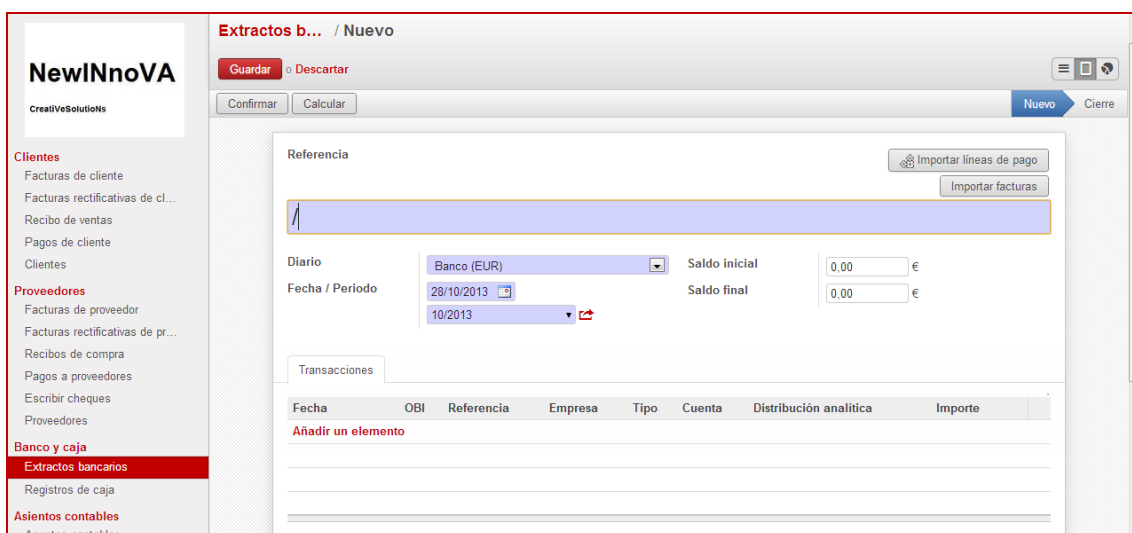 Extractos b... / Nuevo
Guardar o Descartar
Confirmar Calcular Nuevo Cierre
NewINnoVA
CreatiVeSolutioNs
Clientes
Facturas de cliente
Facturas rectificativas de cl...
Recibo de ventas
Pagos de cliente
Clientes
Proveedores
Facturas de proveedor
Facturas rectificativas de pr...
Recibos de compra
Pagos a proveedores
Escribir cheques
Proveedores
Banco y caja
Extractos bancarios
Registros de caja
Asientos contables
Referencia
Importar líneas de pago
Importar facturas
/
Diario Banco (EUR) Saldo inicial 0,00 €
Fecha / Periodo 28/10/2013 Saldo final 0,00 €
10/2013
Transacciones
Fecha OBI Referencia Empresa Tipo Cuenta Distribución analítica Importe
Añadir un elemento